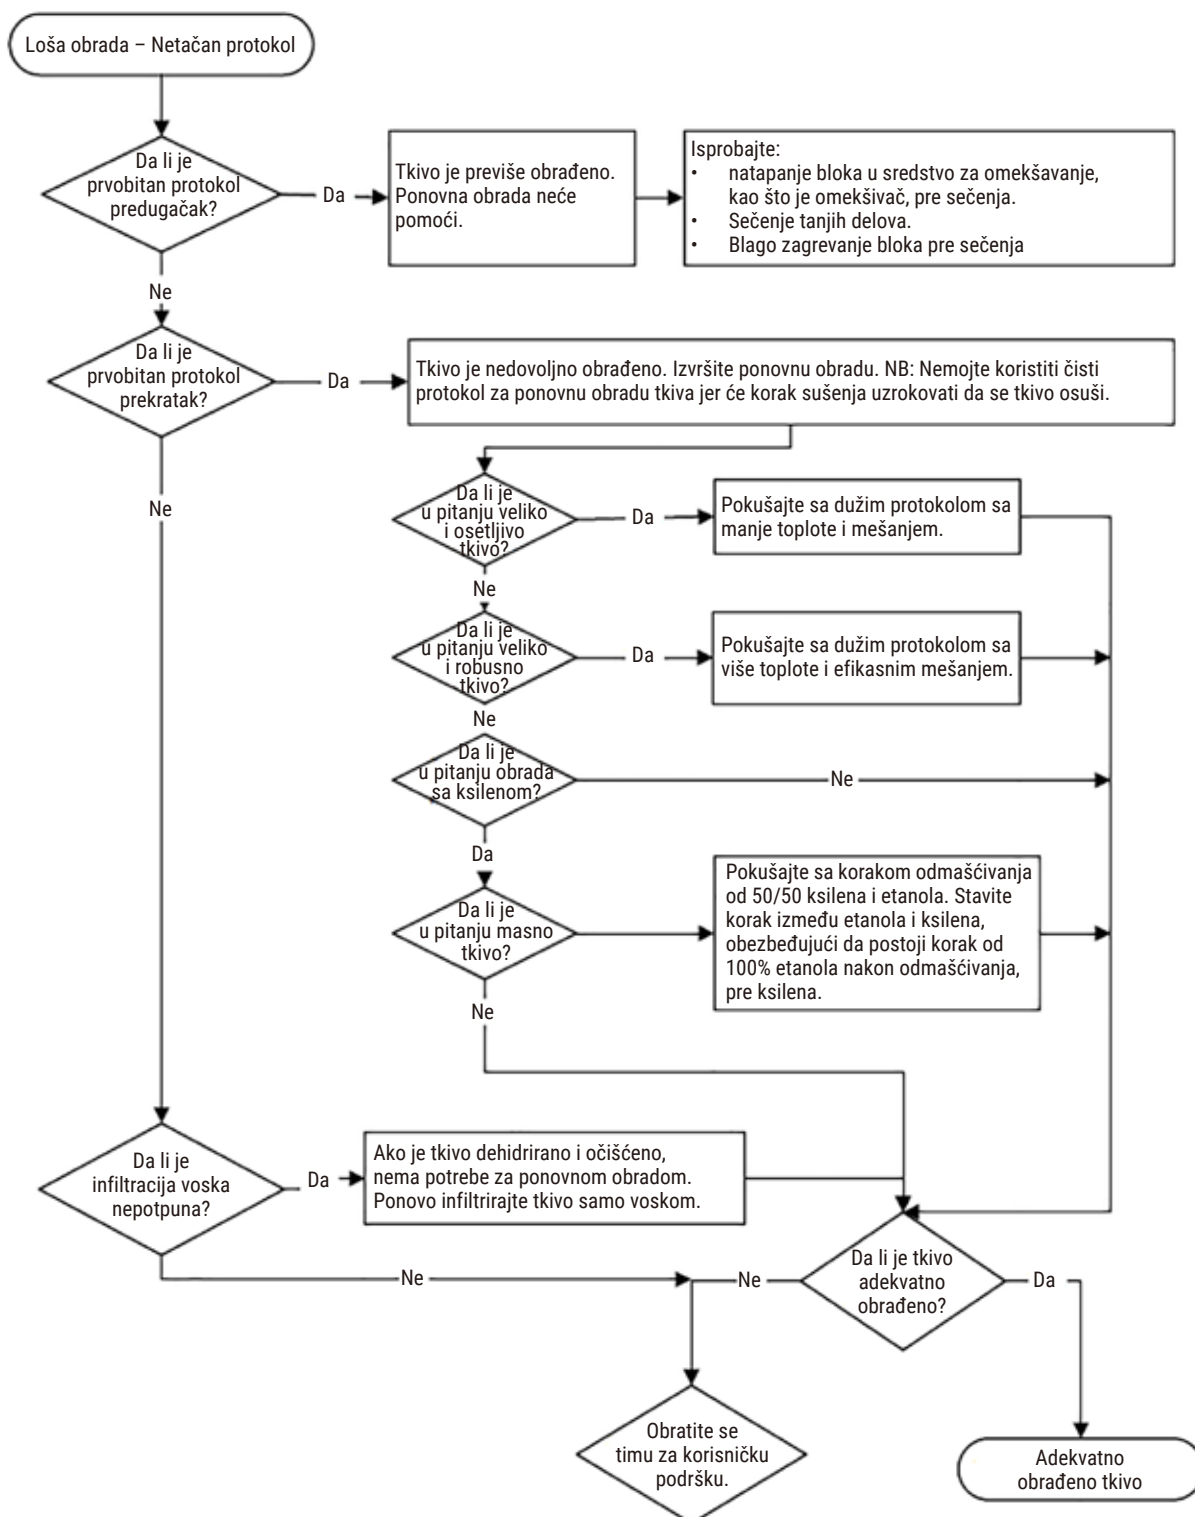 Loša obrada – Netačan protokol
Da li je
prvobitan protokol
predugačak?
Da
Tkivo je previše obrađeno.
Ponovna obrada neće
pomoći.
Isprobajte:
• natapanje bloka u sredstvo za omekšavanje,
kao što je omekšivač, pre sečenja.
• Sečenje tanjih delova.
• Blago zagrevanje bloka pre sečenja
Ne
Da li je
prvobitan protokol
prekratak?
Da
Tkivo je nedovoljno obrađeno. Izvršite ponovnu obradu. NB: Nemojte koristiti čisti
protokol za ponovnu obradu tkiva jer će korak sušenja uzrokovati da se tkivo osuši.
Ne
Da li je
u pitanju veliko
i osetljivo
tkivo?
Da
Pokušajte sa dužim protokolom sa
manje toplote i mešanjem.
Ne
Da li je
u pitanju veliko
i robusno
tkivo?
Da
Pokušajte sa dužim protokolom sa
više toplote i efikasnim mešanjem.
Ne
Da li je
u pitanju obrada
sa ksilenom?
Ne
Da
Da li je
u pitanju masno
tkivo?
Pokušajte sa korakom odmašćivanja
od 50/50 ksilena i etanola. Stavite
korak između etanola i ksilena,
obezbeđujući da postoji korak od
100% etanola nakon odmašćivanja,
pre ksilena.
Ne
Da li je
infiltracija voska
nepotpuna?
Da
Ako je tkivo dehidrirano i očišćeno,
nema potrebe za ponovnom obradom.
Ponovo infiltrirajte tkivo samo voskom.
Ne
Da li je tkivo
adekvatno
obrađeno?
Ne
Da
Obratite se
timu za korisničku
podršku.
Adekvatno
obrađeno tkivo